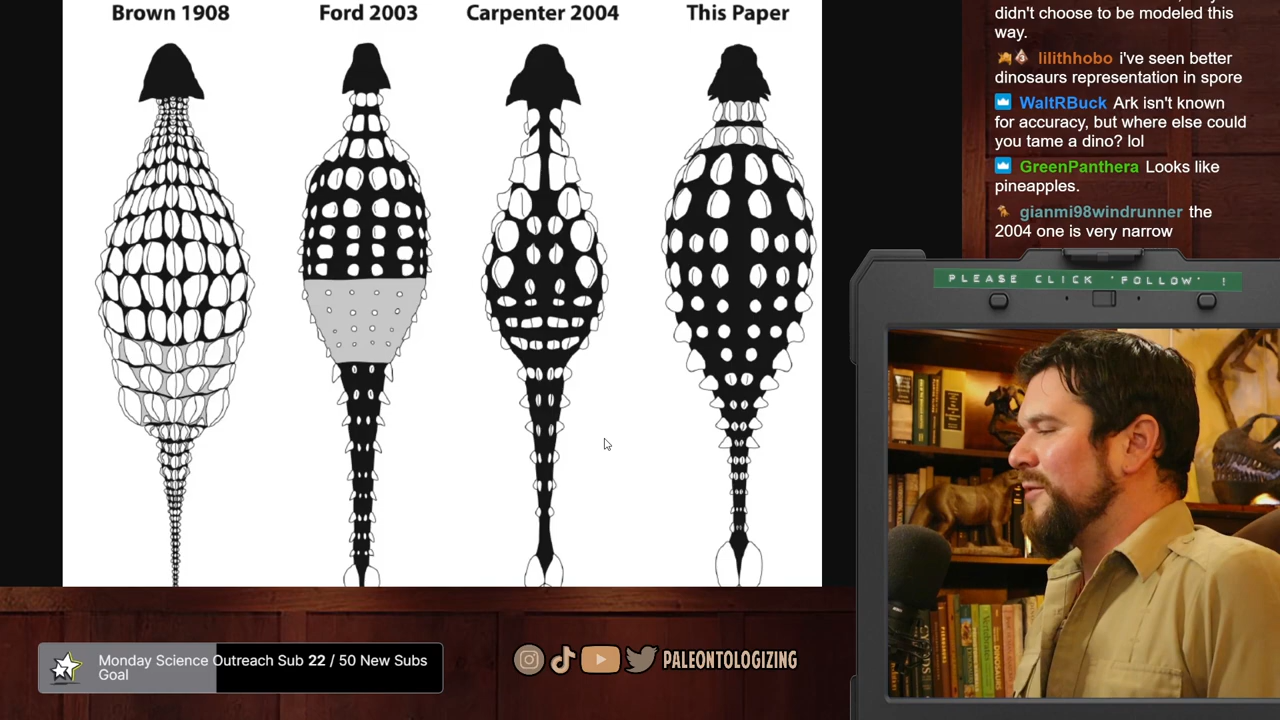 Brown 1908
Ford 2003
Carpenter 2004
This Paper
didn't choose to be modeled this
way.
lilithhobo i've seen better
dinosaurs representation in spore
WaltRBuck Ark isn't known
for accuracy, but where else could
you tame a dino? lol
GreenPanthera Looks like
pineapples.
gianmi98windrunner the
2004 one is very narrow
PLEASE CLICK 'FOLLOW' !
Monday Science Outreach Sub 22 / 50 New Subs
Goal
PALEONTOLOGIZING